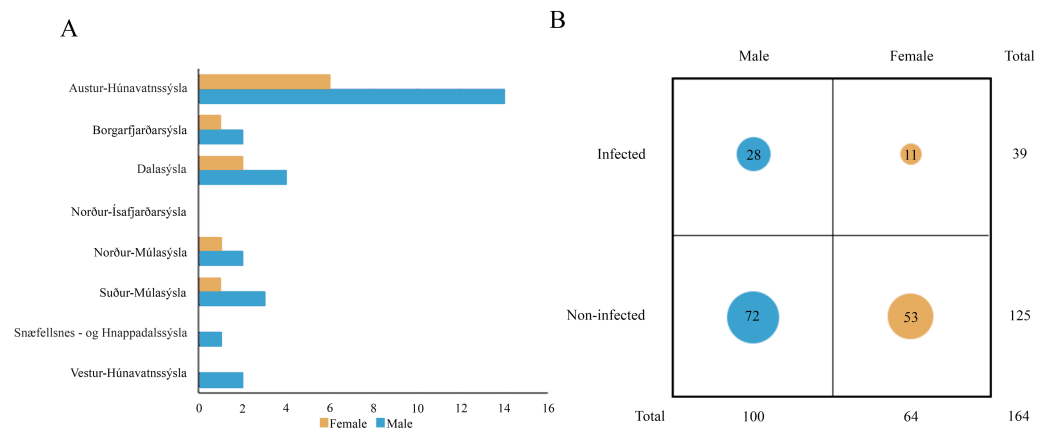 A
Austur-Húnavatnssýsla
Borgarfjarðarsýsla
Dalasýsla
Norður-Ísafjarðarsýsla
Norður-Múlasýsla
Suður-Múlasýsla
Snæfellsnes - og Hnappadalssýsla
Vestur-Húnavatnssýsla
0 2 4 6 8 10 12 14 16
Female Male
B
Male Female Total
Infected 28 11 39
Non-infected 72 53 125
Total 100 64 164